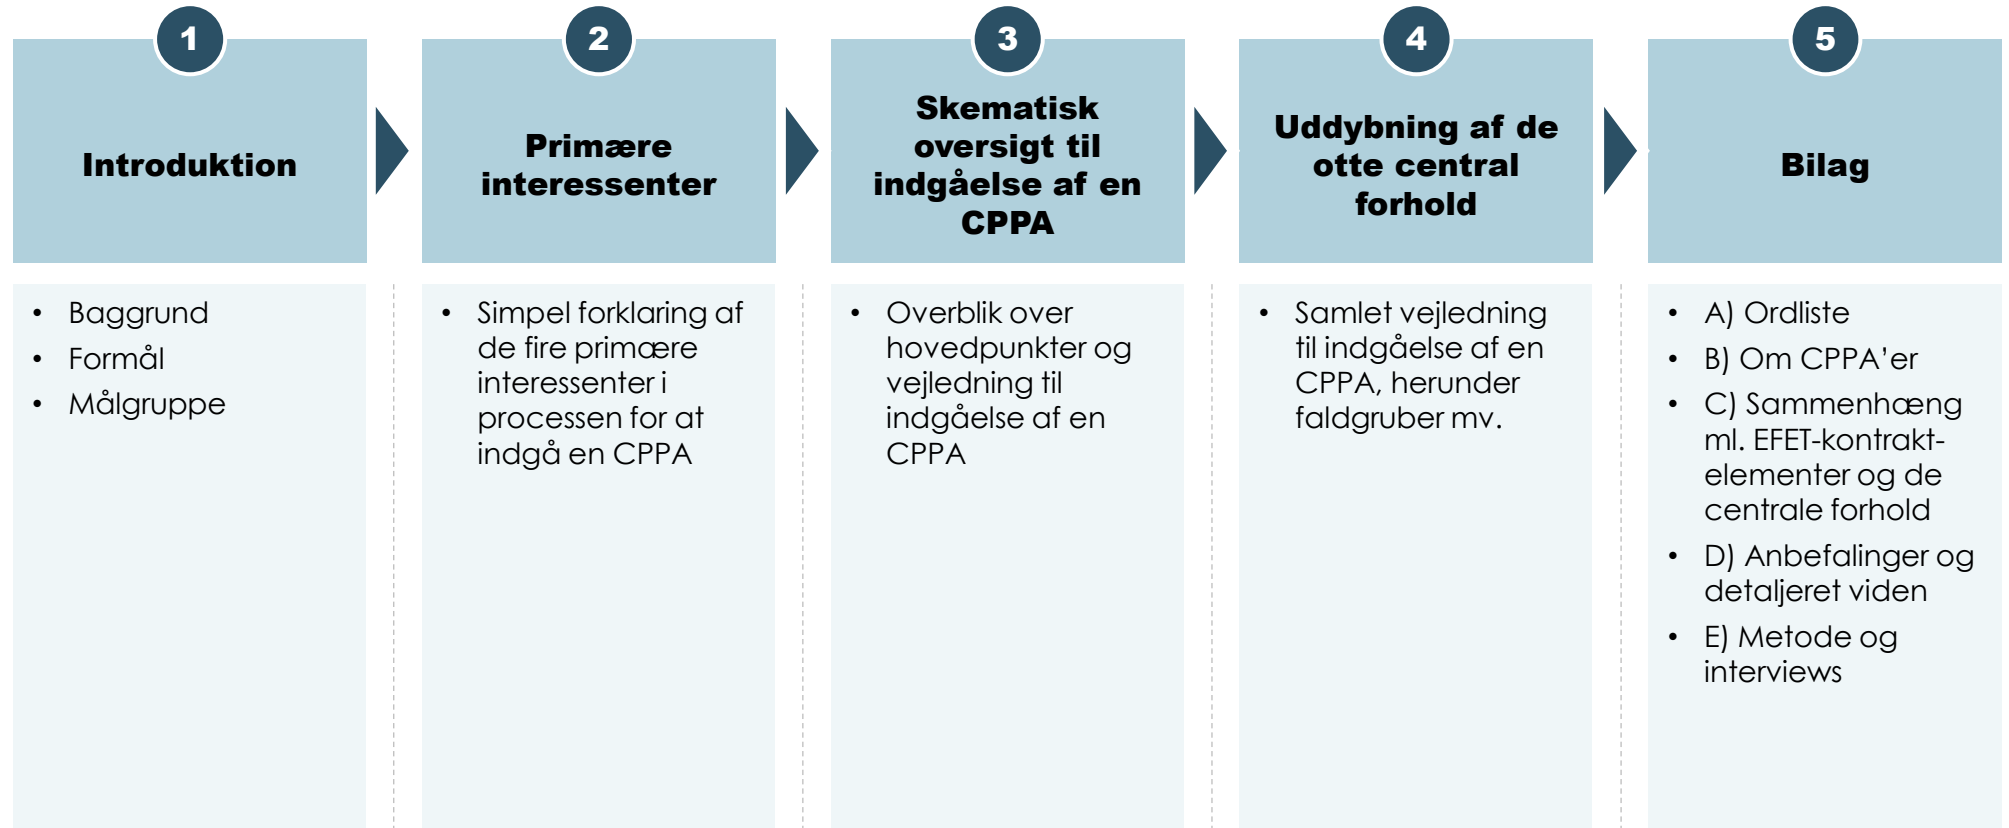 1
Introduktion
• Baggrund
• Formål
• Målgruppe
2
Primære
interessenter
• Simpel forklaring af
de fire primære
interessenter i
processen for at
indgå en CPPA
3
Skematisk
oversigt til
indgåelse af en
CPPA
• Overblik over
hovedpunkter og
vejledning til
indgåelse af en
CPPA
4
Uddybning af de
otte central
forhold
• Samlet vejledning
til indgåelse af en
CPPA, herunder
faldgruber mv.
5
Bilag
• A) Ordliste
• B) Om CPPA’er
• C) Sammenhæng
ml. EFET-kontrakt-
elementer og de
centrale forhold
• D) Anbefalinger og
detaljeret viden
• E) Metode og
interviews